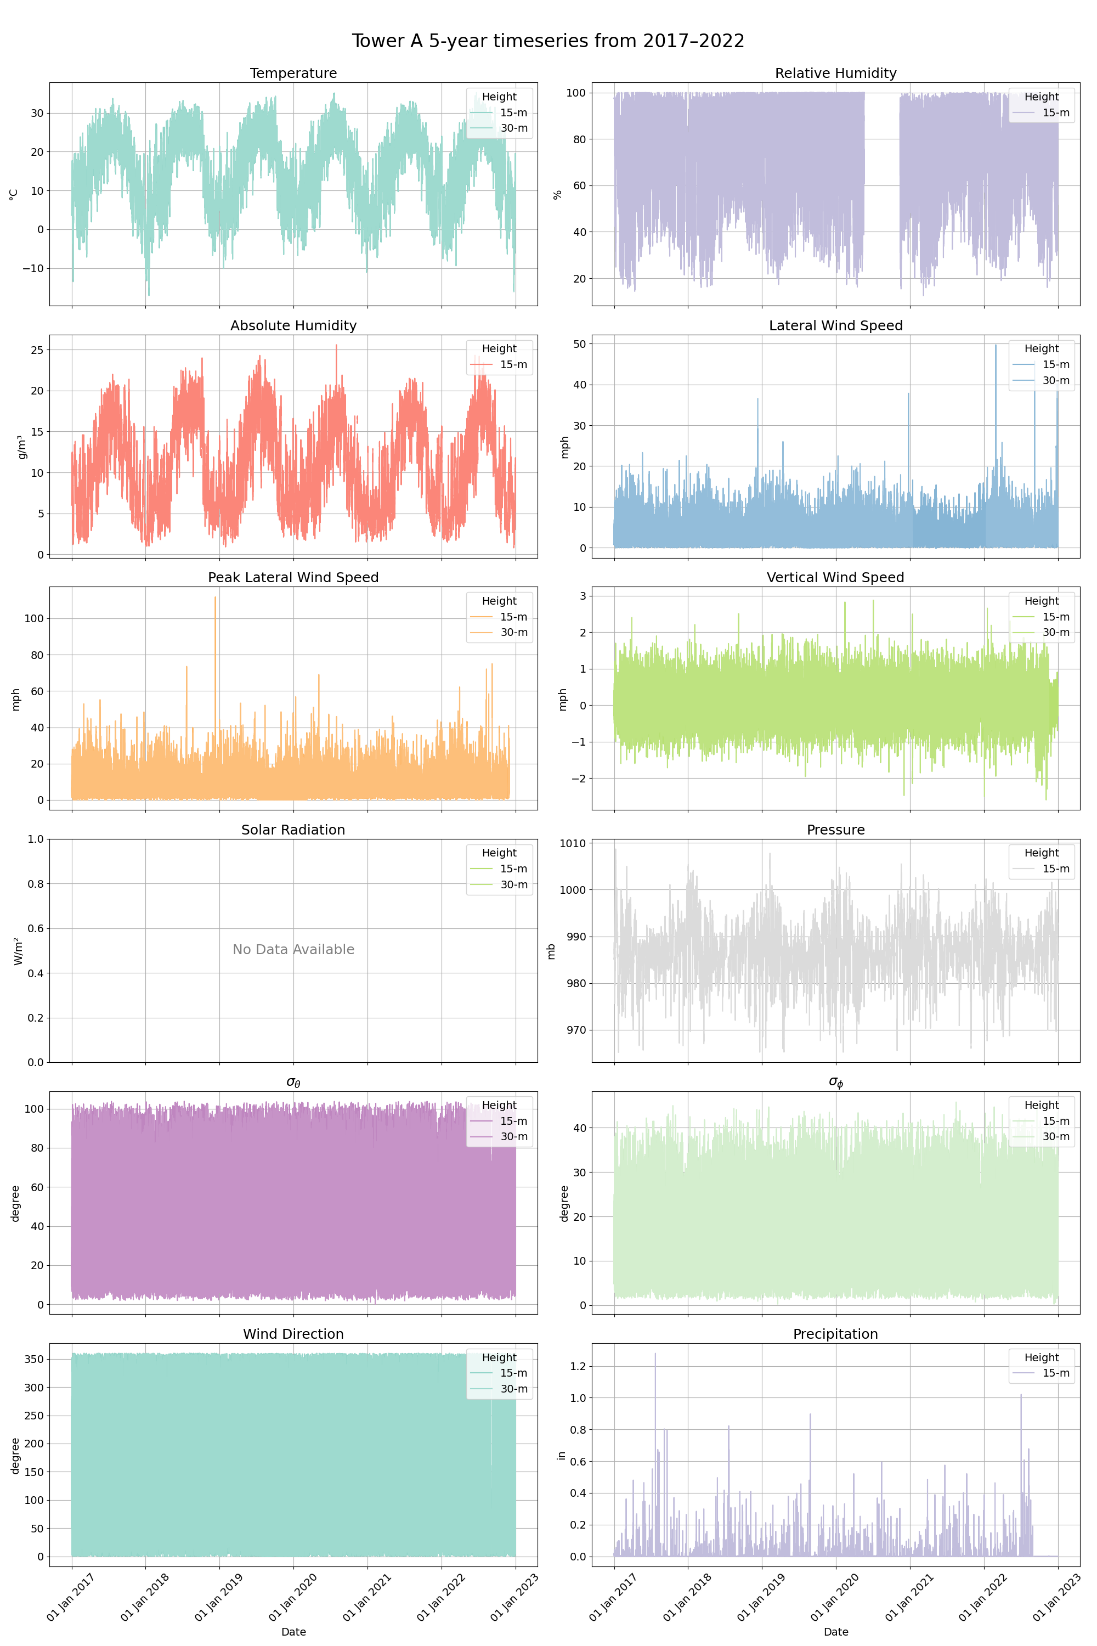 Tower A 5-year timeseries from 2017–2022
Temperature
°C
30
20
10
0
−10
Height
15-m
30-m
Relative Humidity
%
100
80
60
40
20
Height
15-m
Absolute Humidity
g/m³
25
20
15
10
5
0
Height
15-m
Lateral Wind Speed
mph
50
40
30
20
10
0
Height
15-m
30-m
Peak Lateral Wind Speed
mph
100
80
60
40
20
0
Height
15-m
30-m
Vertical Wind Speed
mph
3
2
1
0
−1
−2
Height
15-m
30-m
Solar Radiation
W/m²
1.0
0.8
0.6
0.4
0.2
0.0
Height
15-m
30-m
No Data Available
Pressure
mb
1010
1000
990
980
970
Height
15-m
σθ
degree
100
80
60
40
20
0
Height
15-m
30-m
σϕ
degree
40
30
20
10
0
Height
15-m
30-m
Wind Direction
degree
350
300
250
200
150
100
50
0
Height
15-m
30-m
01 Jan 2017
01 Jan 2018
01 Jan 2019
01 Jan 2020
01 Jan 2021
01 Jan 2022
01 Jan 2023
Date
Precipitation
in
1.2
1.0
0.8
0.6
0.4
0.2
0.0
Height
15-m
01 Jan 2017
01 Jan 2018
01 Jan 2019
01 Jan 2020
01 Jan 2021
01 Jan 2022
01 Jan 2023
Date